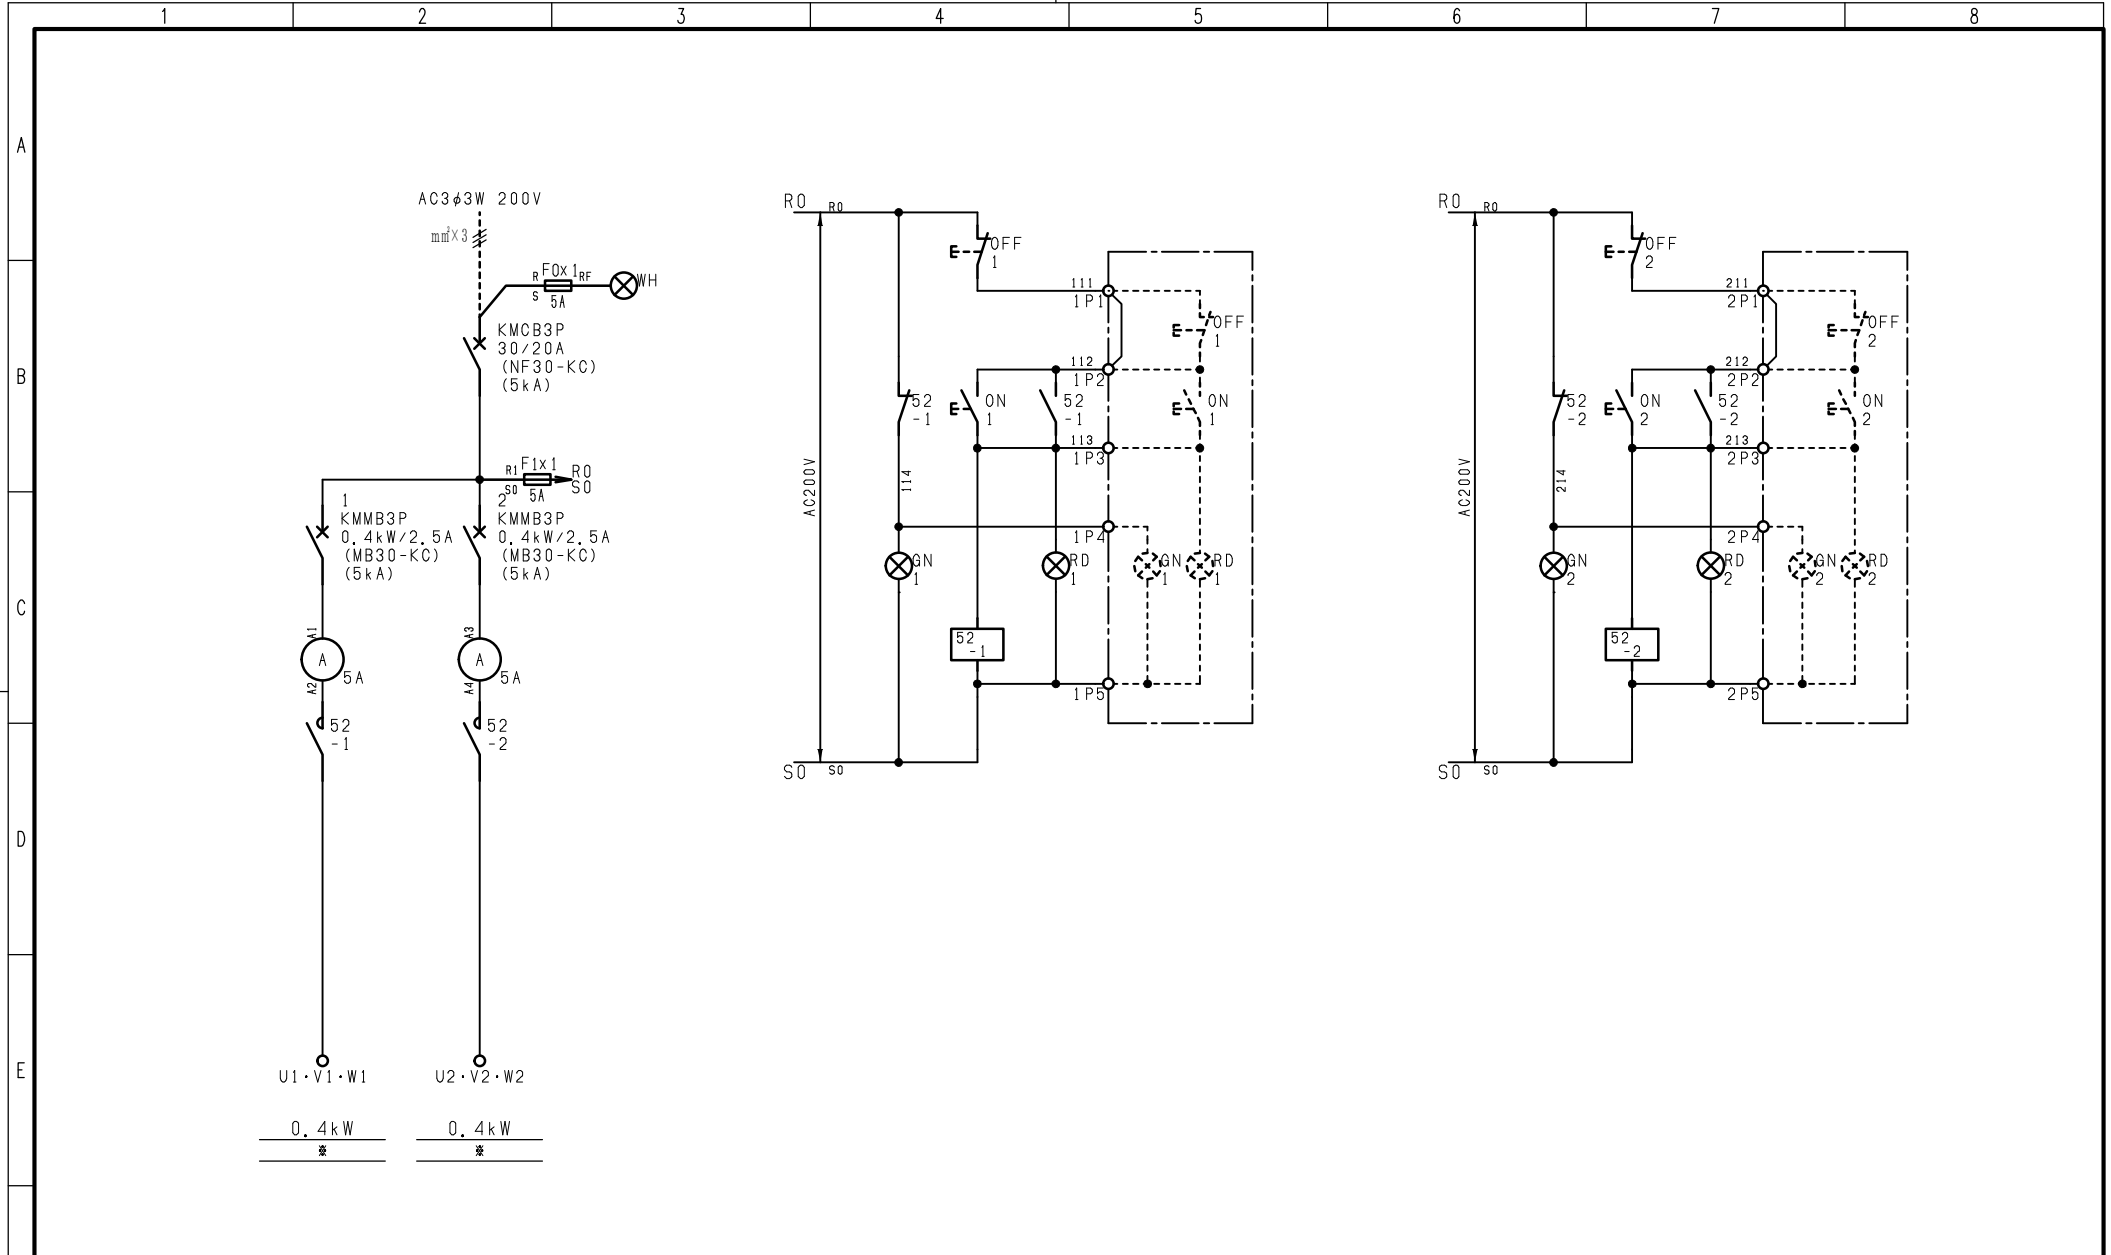 1 2 3 4 5 6 7 8
A
B
C
D
E
AC3φ3W 200V
mm²×3
R F0×1 RF
S 5A
WH
KMCB3P
30/20A
(NF30-KC)
(5kA)
R1 F1×1 R0
S0 5A S0
1
KMMB3P
0.4kW/2.5A
(MB30-KC)
(5kA)
2
KMMB3P
0.4kW/2.5A
(MB30-KC)
(5kA)
A1
A
5A
A2
A3
A
5A
A4
52
-1
52
-2
U1・V1・W1
U2・V2・W2
0.4kW
※
0.4kW
※
R0 R0
OFF
1
111
1P1
OFF
1
112
1P2
52
-1
ON
1
52
-1
ON
1
113
1P3
AC200V
114
1P4
GN
1
RD
1
GN
1
RD
1
52
-1
1P5
S0 S0
R0 R0
OFF
2
211
2P1
OFF
2
212
2P2
52
-2
ON
2
52
-2
ON
2
213
2P3
AC200V
214
2P4
GN
2
RD
2
GN
2
RD
2
52
-2
2P5
S0 S0